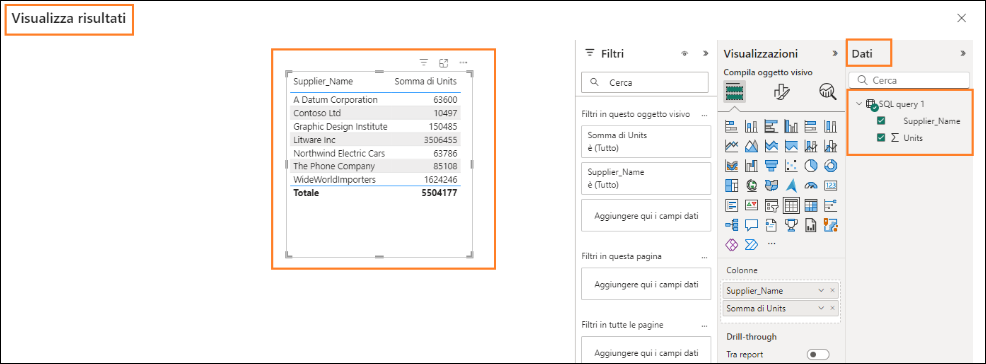 Visualizza risultati
Supplier_Name Somma di Units
A Datum Corporation 63600
Contoso Ltd 10497
Graphic Design Institute 150485
Litware Inc 3506455
Northwind Electric Cars 63786
The Phone Company 85108
WideWorldImporters 1624246
Totale 5504177
Filtri
Cerca
Filtri in questo oggetto visivo ...
Somma di Units
è (Tutto)
Supplier_Name
è (Tutto)
Aggiungere qui i campi dati
Filtri in questa pagina ...
Aggiungere qui i campi dati
Filtri in tutte le pagine ...
Aggiungere qui i campi dati
Visualizzazioni
Compila oggetto visivo
123
...
Colonne
Supplier_Name
Somma di Units
Drill-through
Tra report
Dati
Cerca
SQL query 1
Supplier_Name
Units